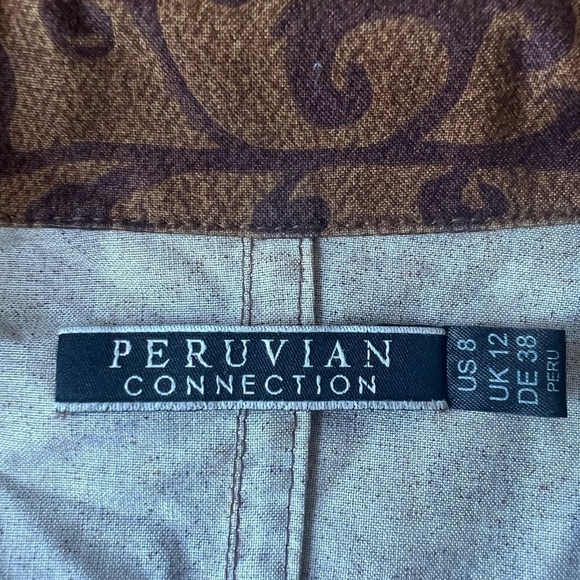 PERUVIAN
CONNECTION
US 8
UK 12
DE 38
PERU